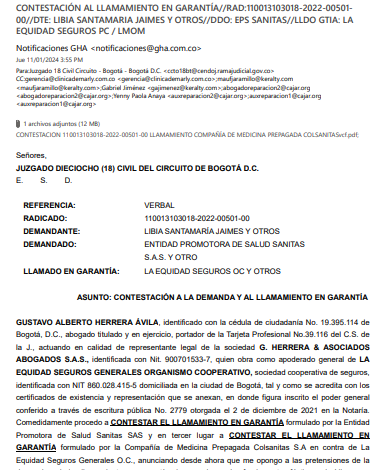 CONTESTACIÓN AL LLAMAMIENTO EN GARANTÍA//RAD:110013103018-2022-00501-
00//DTE: LIBIA SANTAMARIA JAIMES Y OTROS//DDO: EPS SANITAS//LLDO GTIA: LA
EQUIDAD SEGUROS PC / LMOM
Notificaciones GHA <notificaciones@gha.com.co>
Jue 11/01/2024 3:55 PM
Para:Juzgado 18 Civil Circuito - Bogotá - Bogotá D.C. <ccto18bt@cendoj.ramajudicial.gov.co>
CC:gerencia@clinicademarly.com.co <gerencia@clinicademarly.com.co>;maufjaramillo@keralty.com
<maufjaramillo@keralty.com>;Gabriel Jiménez <gajimenez@keralty.com>;abogadoreparacion2@cajar.org
<abogadoreparacion2@cajar.org>;Yenny Paola Anaya <auxreparacion2@cajar.org>;auxreparacion1@cajar.org
<auxreparacion1@cajar.org>
1 archivos adjuntos (12 MB)
CONTESTACION 110013103018-2022-00501-00 LLAMAMIENTO COMPAÑÍA DE MEDICINA PREPAGADA COLSANITASvcf.pdf;
Señores,
JUZGADO DIECIOCHO (18) CIVIL DEL CIRCUITO DE BOGOTÁ D.C.
E. S. D.
REFERENCIA: VERBAL
RADICADO: 110013103018-2022-00501-00
DEMANDANTE: LIBIA SANTAMARÍA JAIMES Y OTROS
DEMANDADO: ENTIDAD PROMOTORA DE SALUD SANITAS
S.A.S. Y OTRO
LLAMADO EN GARANTÍA: LA EQUIDAD SEGUROS OC Y OTROS
ASUNTO: CONTESTACIÓN A LA DEMANDA Y AL LLAMAMIENTO EN GARANTÍA
GUSTAVO ALBERTO HERRERA ÁVILA, identificado con la cédula de ciudadanía No. 19.395.114 de
Bogotá, D.C., abogado titulado y en ejercicio, portador de la Tarjeta Profesional No.39.116 del C.S. de
la J., actuando en calidad de representante legal de la sociedad G. HERRERA & ASOCIADOS
ABOGADOS S.A.S., identificada con Nit. 900701533-7, quien obra como apoderado general de LA
EQUIDAD SEGUROS GENERALES ORGANISMO COOPERATIVO, sociedad cooperativa de seguros,
identificada con NIT 860.028.415-5 domiciliada en la ciudad de Bogotá, tal y como se acredita con los
certificados de existencia y representación que se anexan, en donde figura inscrito el poder general
conferido a través de escritura pública No. 2779 otorgada el 2 de diciembre de 2021 en la Notaría.
Comedidamente procedo a CONTESTAR EL LLAMAMIENTO EN GARANTÍA formulado por la Entidad
Promotora de Salud Sanitas SAS y en tercer lugar a CONTESTAR EL LLAMAMIENTO EN
GARANTÍA formulado por la Compañía de Medicina Prepagada Colsanitas S.A en contra de La
Equidad Seguros Generales O.C., anunciando desde ahora que me opongo a las pretensiones de la